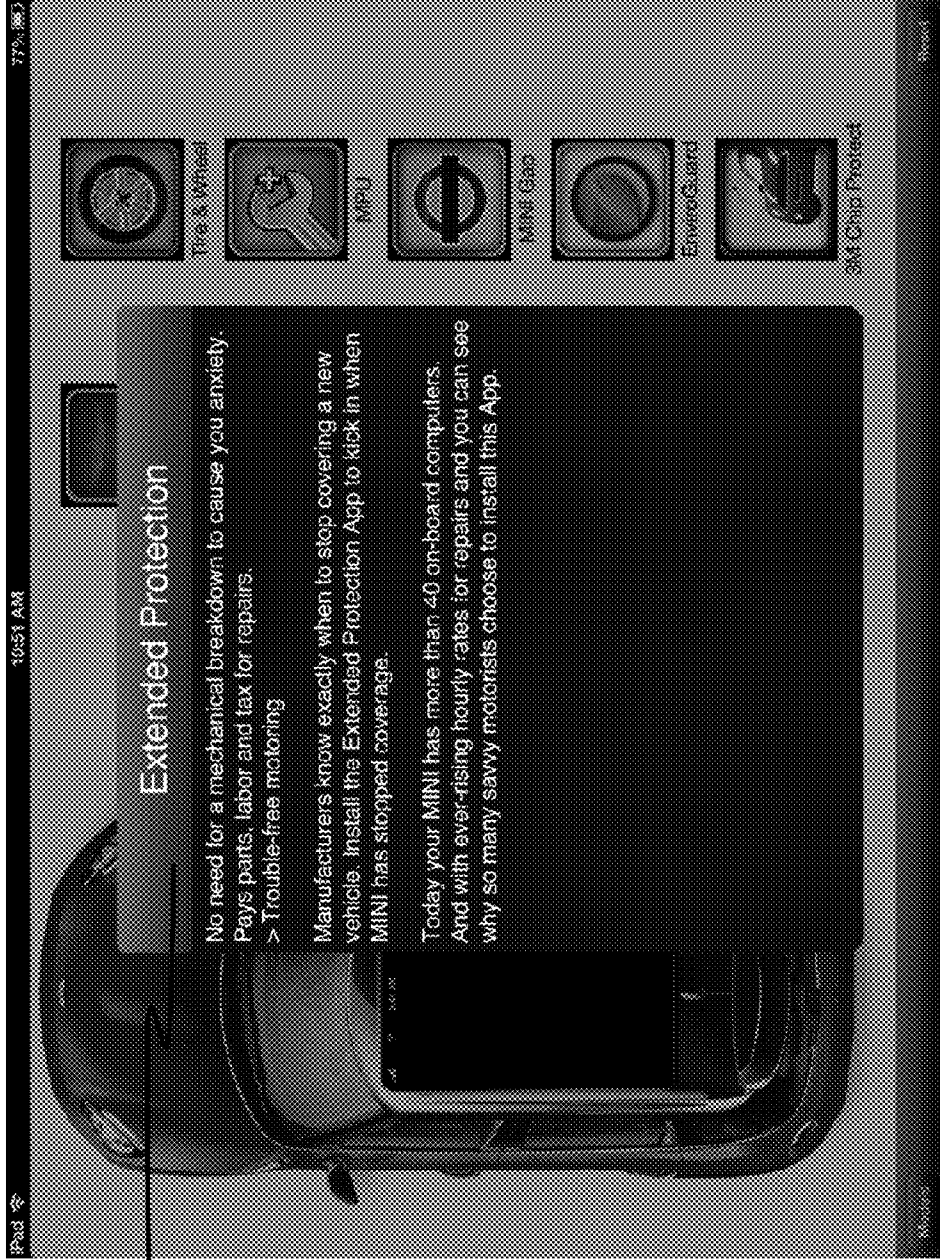 iPad
10:51 AM
77%
Extended Protection
No need for a mechanical breakdown to cause you anxiety.
Pays parts, labor and tax for repairs.
> Trouble-free motoring
Manufacturers know exactly when to stop covering a new
vehicle. Install the Extended Protection App to kick in when
MINI has stopped coverage.
Today your MINI has more than 40 on-board computers.
And with ever-rising hourly rates for repairs and you can see
why so many savvy motorists choose to install this App.
Tire & Wheel
MPU
MINI Gap
EnviroGuard
3M Chip Protect